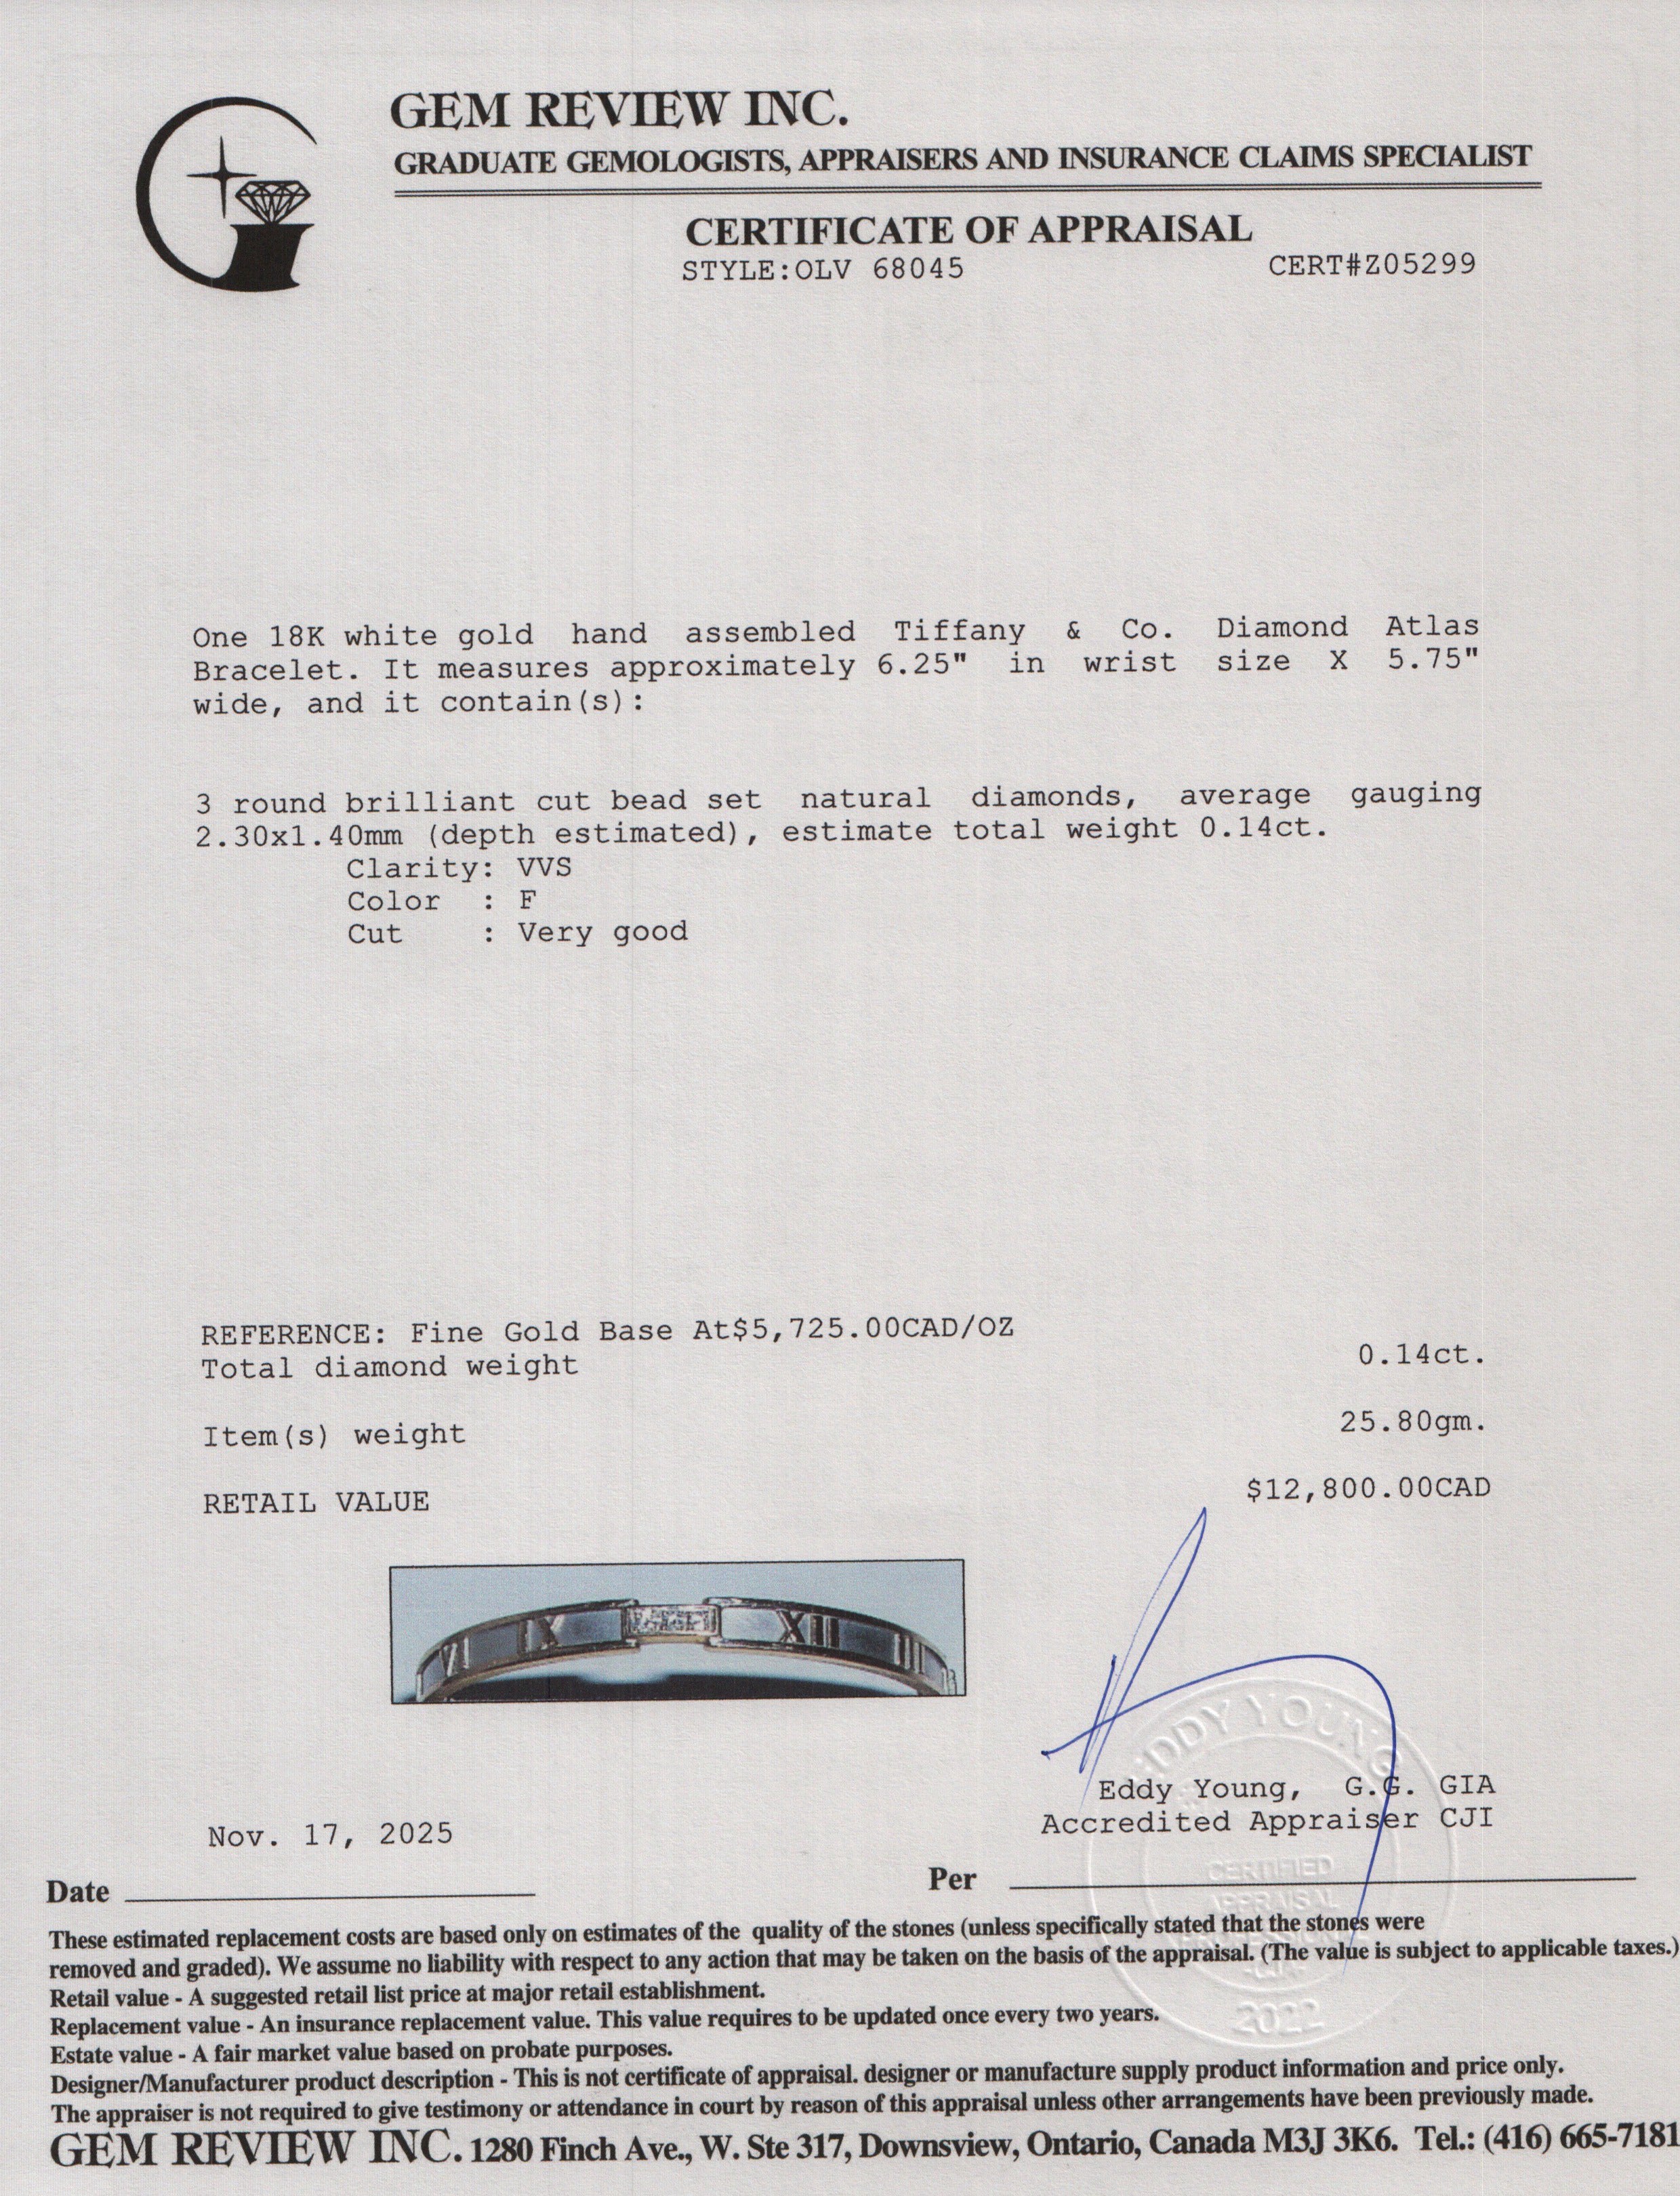 GEM REVIEW INC.
GRADUATE GEMOLOGISTS, APPRAISERS AND INSURANCE CLAIMS SPECIALIST
CERTIFICATE OF APPRAISAL
STYLE:OLV 68045 CERT#Z05299
One 18K white gold hand assembled Tiffany & Co. Diamond Atlas
Bracelet. It measures approximately 6.25" in wrist size X 5.75"
wide, and it contain(s):
3 round brilliant cut bead set natural diamonds, average gauging
2.30x1.40mm (depth estimated), estimate total weight 0.14ct.
Clarity: VVS
Color : F
Cut : Very good
REFERENCE: Fine Gold Base At$5,725.00CAD/OZ
Total diamond weight 0.14ct.
Item(s) weight 25.80gm.
RETAIL VALUE $12,800.00CAD
VI IX XII III
EDDY YOUNG
Eddy Young, G.G. GIA
Accredited Appraiser CJI
Nov. 17, 2025
CERTIFIED
APPRAISAL
Date Per
These estimated replacement costs are based only on estimates of the quality of the stones (unless specifically stated that the stones were
removed and graded). We assume no liability with respect to any action that may be taken on the basis of the appraisal. (The value is subject to applicable taxes.)
Retail value - A suggested retail list price at major retail establishment.
2022
Replacement value - An insurance replacement value. This value requires to be updated once every two years.
Estate value - A fair market value based on probate purposes.
Designer/Manufacturer product description - This is not certificate of appraisal. designer or manufacture supply product information and price only.
The appraiser is not required to give testimony or attendance in court by reason of this appraisal unless other arrangements have been previously made.
GEM REVIEW INC. 1280 Finch Ave., W. Ste 317, Downsview, Ontario, Canada M3J 3K6. Tel.: (416) 665-7181